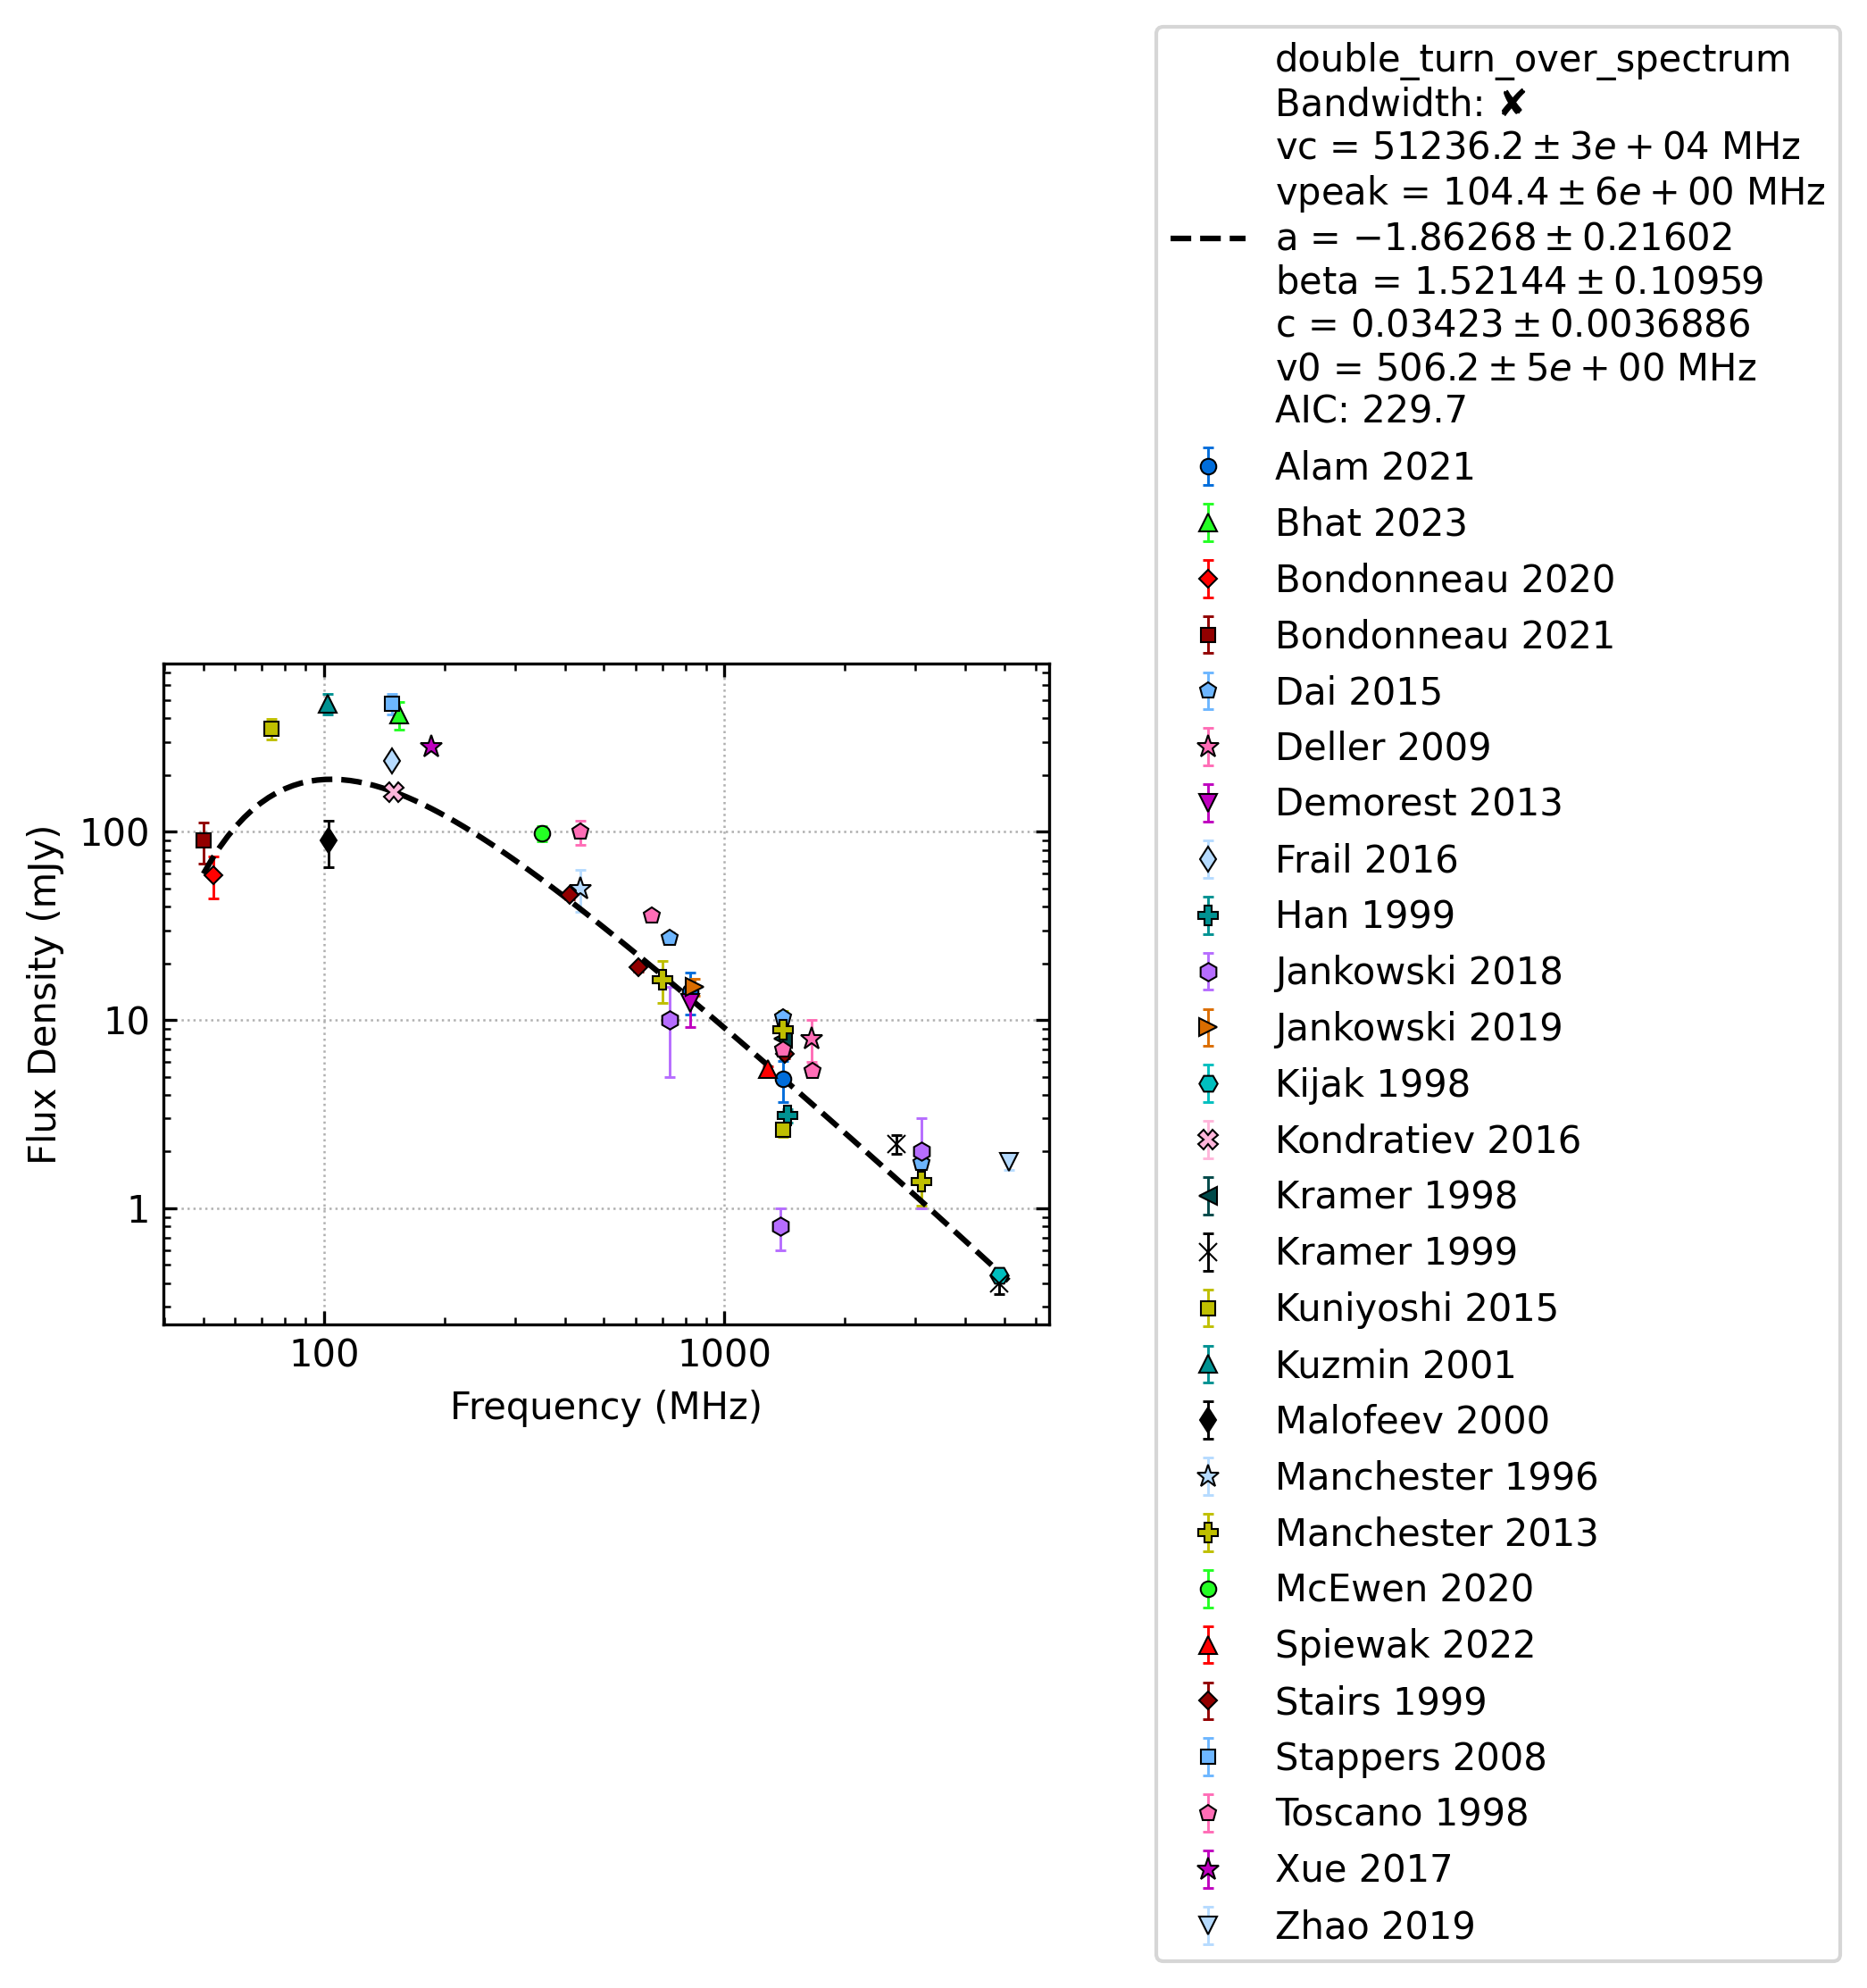 double_turn_over_spectrum
Bandwidth: ✘
vc = 51236.2 ± 3e + 04 MHz
vpeak = 104.4 ± 6e + 00 MHz
a = −1.86268 ± 0.21602
beta = 1.52144 ± 0.10959
c = 0.03423 ± 0.0036886
v0 = 506.2 ± 5e + 00 MHz
AIC: 229.7
Alam 2021
Bhat 2023
Bondonneau 2020
Bondonneau 2021
Dai 2015
Deller 2009
Demorest 2013
Frail 2016
Han 1999
Jankowski 2018
Jankowski 2019
Kijak 1998
Kondratiev 2016
Kramer 1998
Kramer 1999
Kuniyoshi 2015
Kuzmin 2001
Malofeev 2000
Manchester 1996
Manchester 2013
McEwen 2020
Spiewak 2022
Stairs 1999
Stappers 2008
Toscano 1998
Xue 2017
Zhao 2019
Flux Density (mJy)
100
10
1
100
1000
Frequency (MHz)